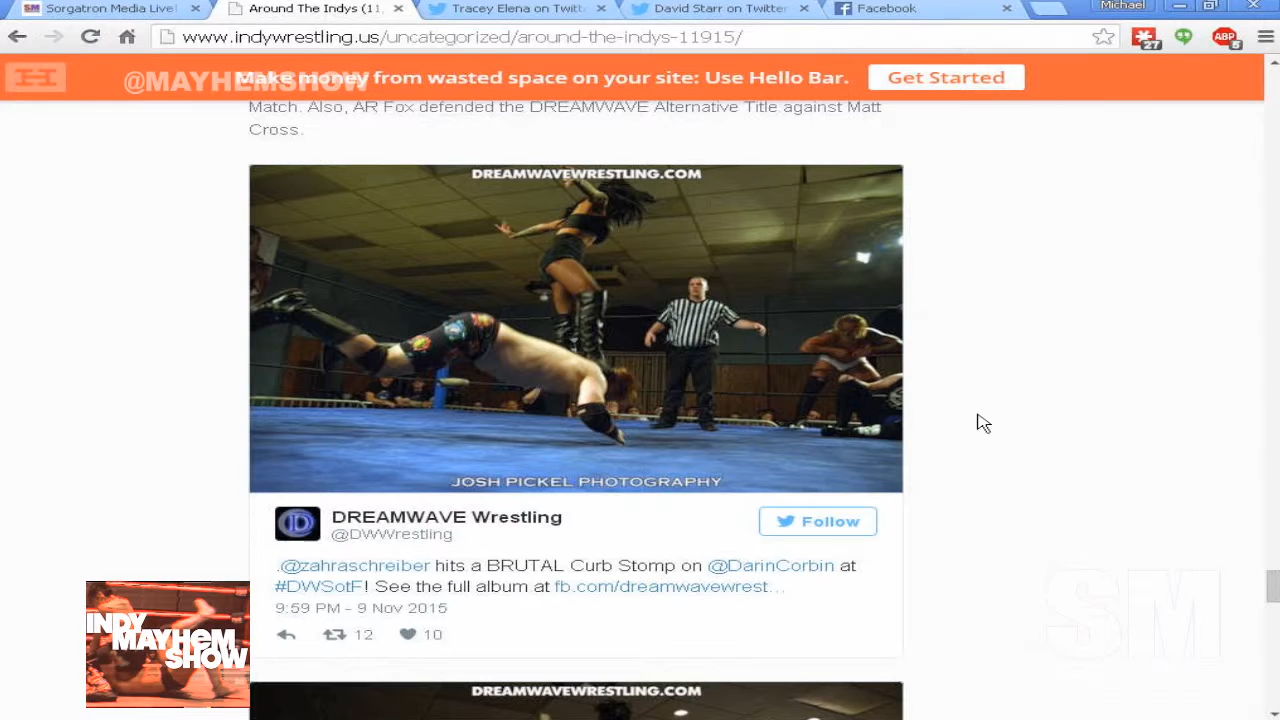 Sorgatron Media Live!
Around The Indys (11,
Tracey Elena on Twitt
David Starr on Twitter
Facebook
Michael
www.indywrestling.us/uncategorized/around-the-indys-11915/
27
ABP
5
@MAYHEMSHOW
Make money from wasted space on your site: Use Hello Bar.
Get Started
Match. Also, AR Fox defended the DREAMWAVE Alternative Title against Matt
Cross.
DREAMWAVEWRESTLING.COM
JOSH PICKEL PHOTOGRAPHY
DREAMWAVE Wrestling
@DWWrestling
Follow
.@zahraschreiber hits a BRUTAL Curb Stomp on @DarinCorbin at
#DWSotF! See the full album at fb.com/dreamwavewrest…
9:59 PM - 9 Nov 2015
12
10
INDY
MAYHEM
SHOW
SM
DREAMWAVEWRESTLING.COM